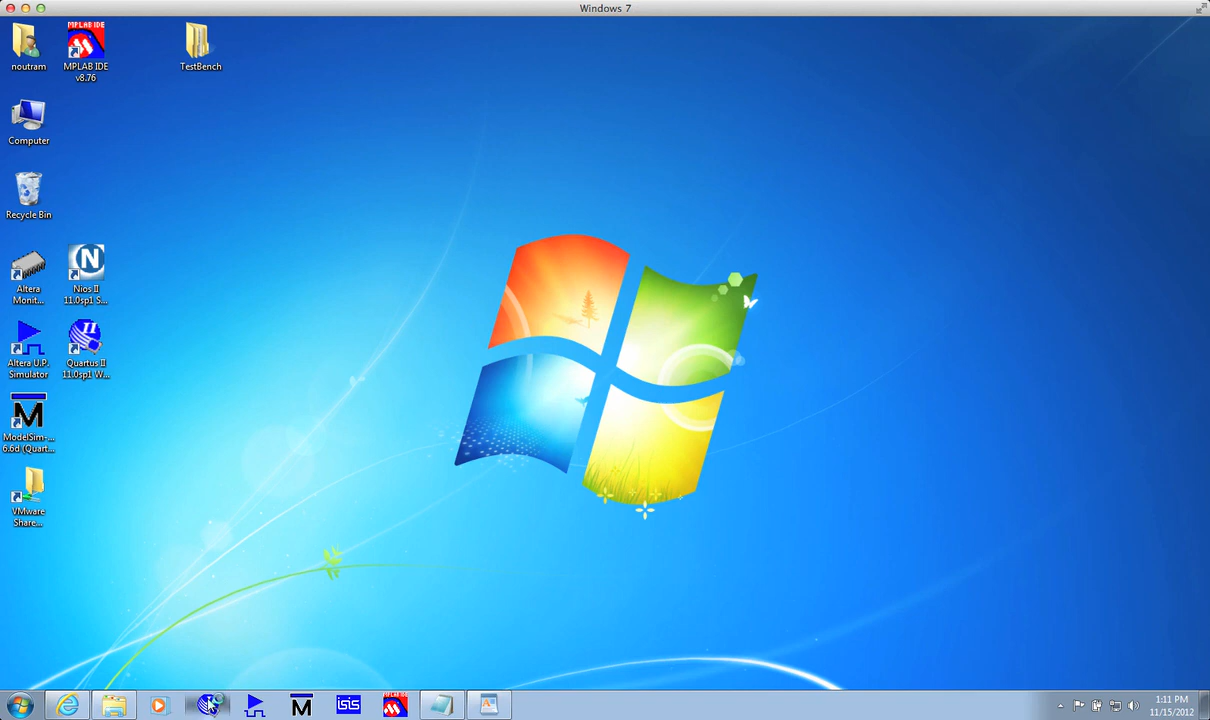 Windows 7
noutram
MPLAB IDE
MPLAB IDE
v8.76
TestBench
Computer
Recycle Bin
Altera
Monit...
N
Nios II
11.0sp1 S...
Altera U.P.
Simulator
II
Quartus II
11.0sp1 W...
M
ModelSim-...
6.6d (Quart...
VMware
Share...
M
ISIS
1:11 PM
11/15/2012